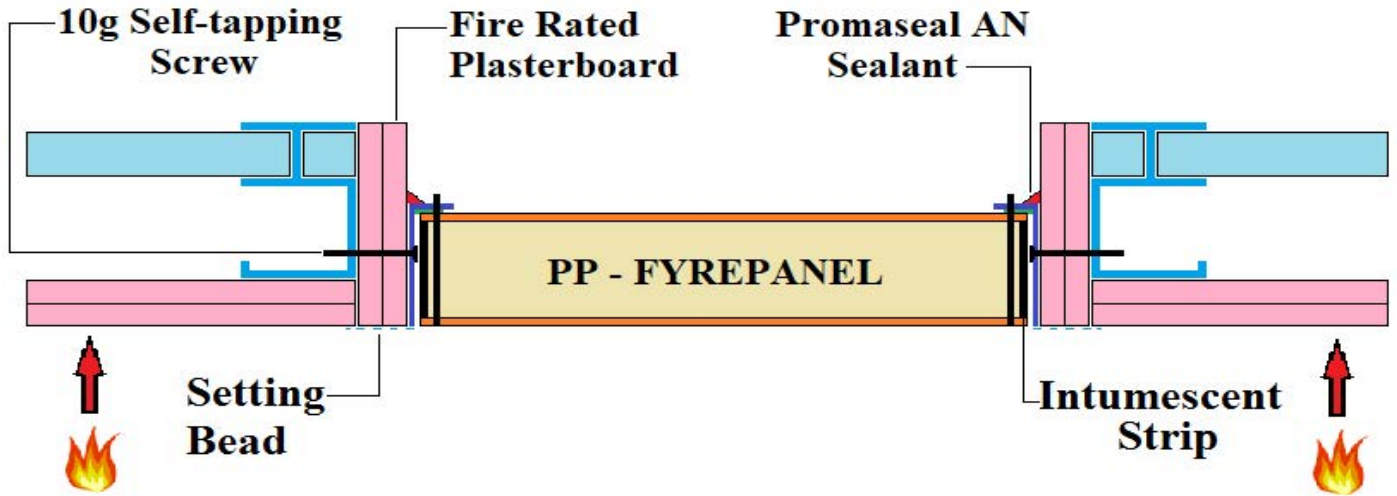 10g Self-tapping
Screw
Fire Rated
Plasterboard
Promaseal AN
Sealant
PP - FYREPANEL
Setting
Bead
Intumescent
Strip